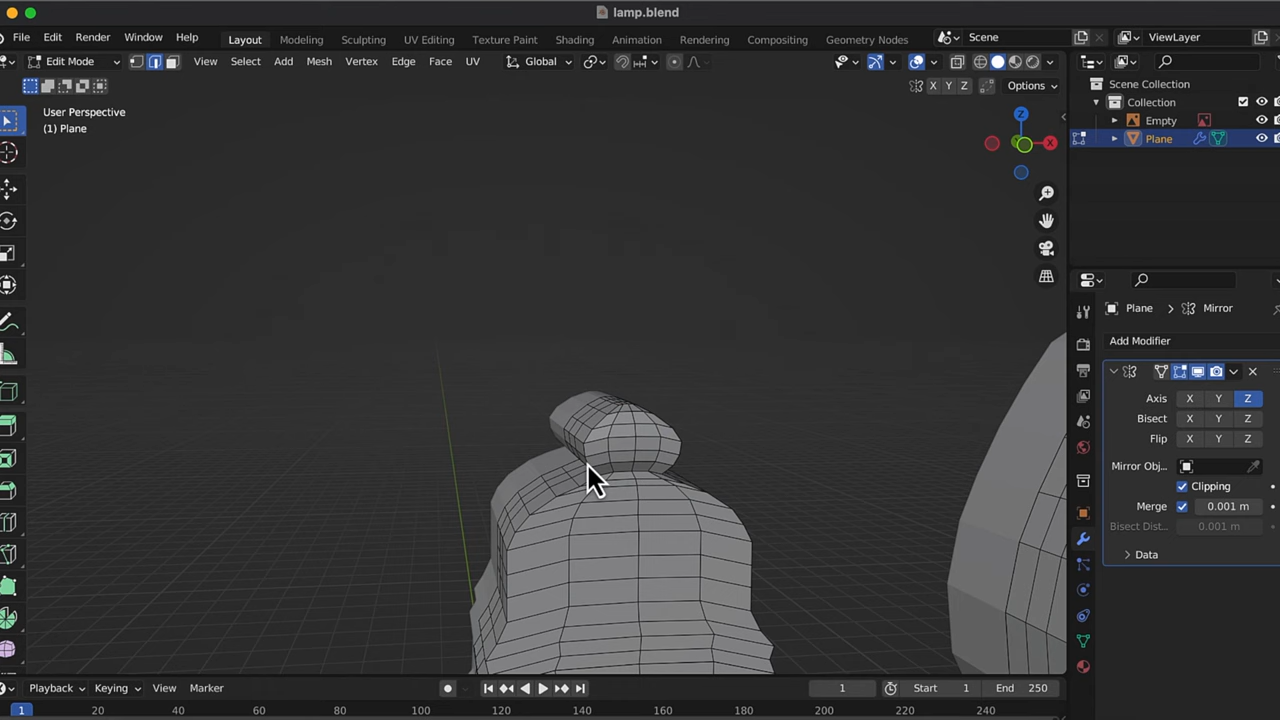 lamp.blend
File Edit Render Window Help Layout Modeling Sculpting UV Editing Texture Paint Shading Animation Rendering Compositing Geometry Nodes Scene ViewLayer
Edit Mode View Select Add Mesh Vertex Edge Face UV Global
X Y Z Options
User Perspective
(1) Plane
Z
X
Scene Collection
Collection
Empty
Plane
Plane > Mirror
Add Modifier
Axis X Y Z
Bisect X Y Z
Flip X Y Z
Mirror Obj...
Clipping
Merge 0.001 m
Bisect Dist... 0.001 m
Data
Playback Keying View Marker 1 Start 1 End 250
1 20 40 60 80 100 120 140 160 180 200 220 240